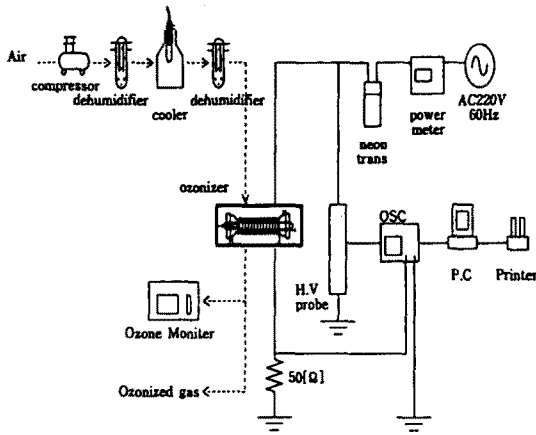 Air
compressor
dehumidifier
cooler
dehumidifier
neon
trans
power
meter
AC220V
60Hz
ozonizer
OSC
H.V
probe
P.C
Printer
Ozone Moniter
Ozonized gas
50[Ω]